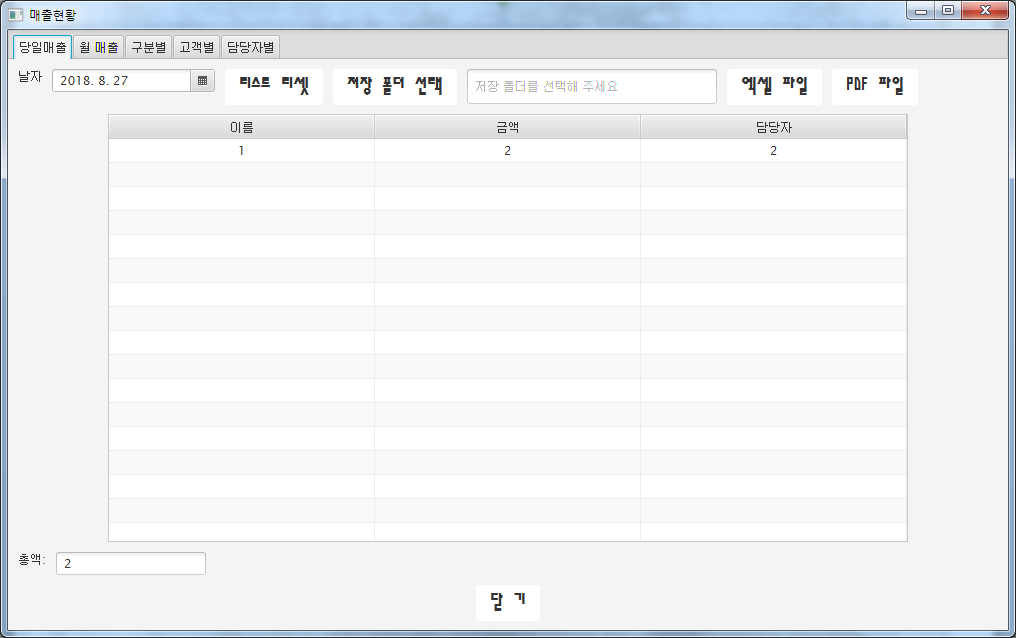 매출현황
당일매출 월 매출 구분별 고객별 담당자별
날자 2018. 8. 27 리스트 리셋 저장 폴더 선택 저장 폴더를 선택해 주세요 엑셀 파일 PDF 파일
이름 금액 담당자
1 2 2
총액: 2
닫 기